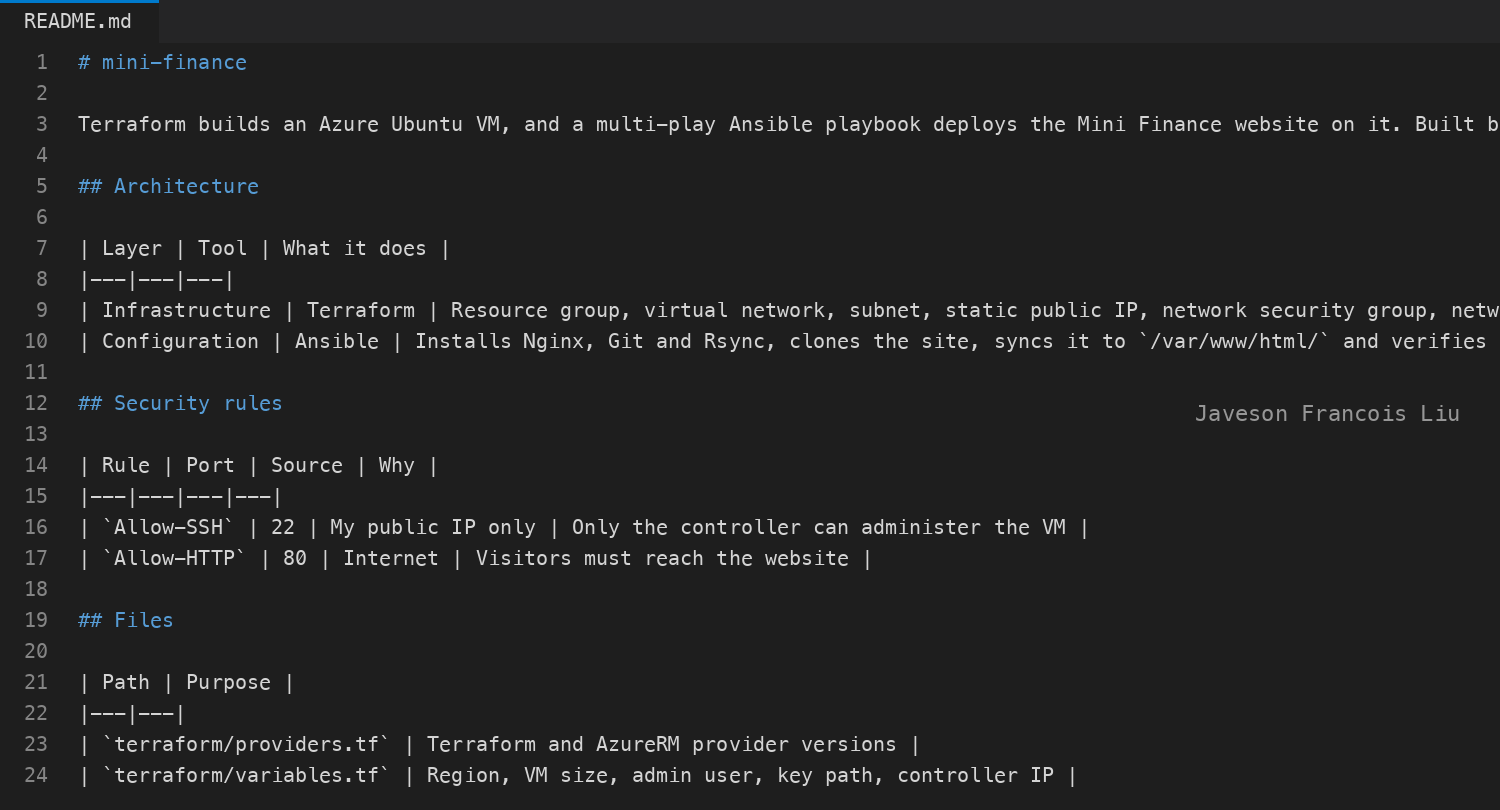 README.md
1 # mini-finance
2
3 Terraform builds an Azure Ubuntu VM, and a multi-play Ansible playbook deploys the Mini Finance website on it. Built
4
5 ## Architecture
6
7 | Layer | Tool | What it does |
8 |---|---|---|
9 | Infrastructure | Terraform | Resource group, virtual network, subnet, static public IP, network security group,
10 | Configuration | Ansible | Installs Nginx, Git and Rsync, clones the site, syncs it to `/var/www/html/` and verifies
11
12 ## Security rules
Javeson Francois Liu
13
14 | Rule | Port | Source | Why |
15 |---|---|---|---|
16 | `Allow-SSH` | 22 | My public IP only | Only the controller can administer the VM |
17 | `Allow-HTTP` | 80 | Internet | Visitors must reach the website |
18
19 ## Files
20
21 | Path | Purpose |
22 |---|---|
23 | `terraform/providers.tf` | Terraform and AzureRM provider versions |
24 | `terraform/variables.tf` | Region, VM size, admin user, key path, controller IP |